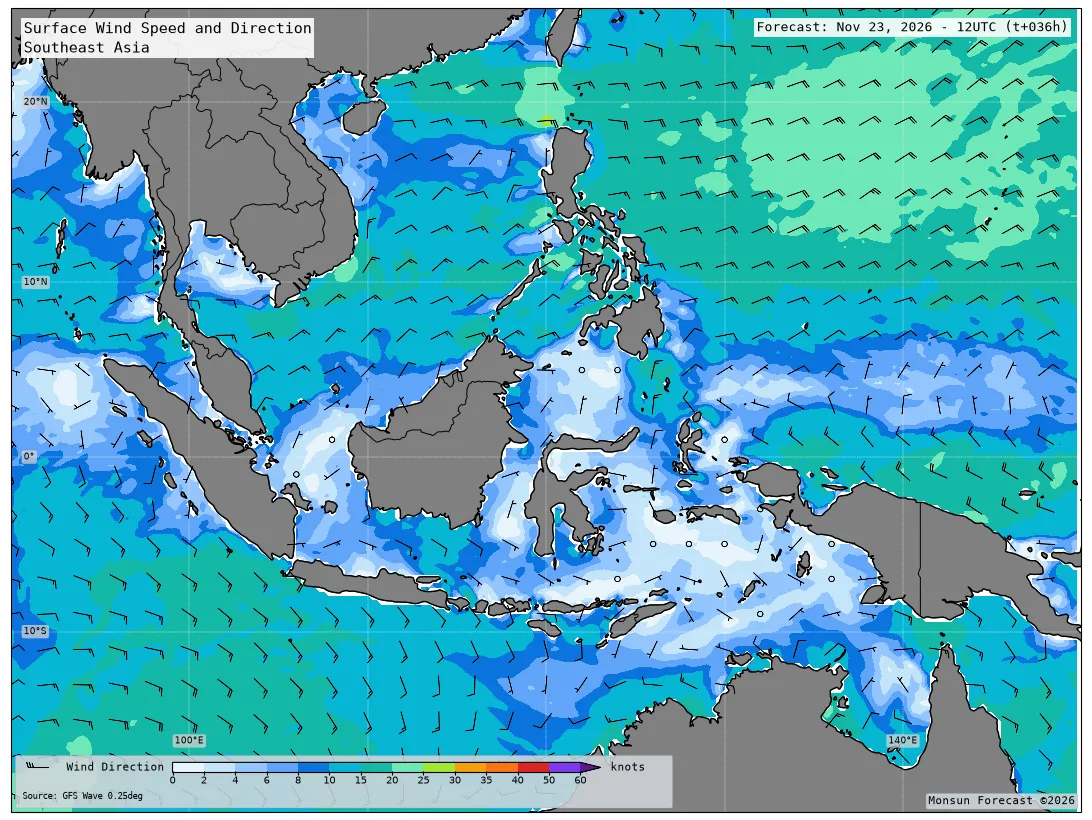 Surface Wind Speed and Direction
Southeast Asia
Forecast: Nov 23, 2026 - 12UTC (t+036h)
20°N
10°N
0°
10°S
100°E
140°E
Wind Direction
0 2 4 6 8 10 15 20 25 30 35 40 50 60
knots
Source: GFS Wave 0.25deg
Monsun Forecast ©2026